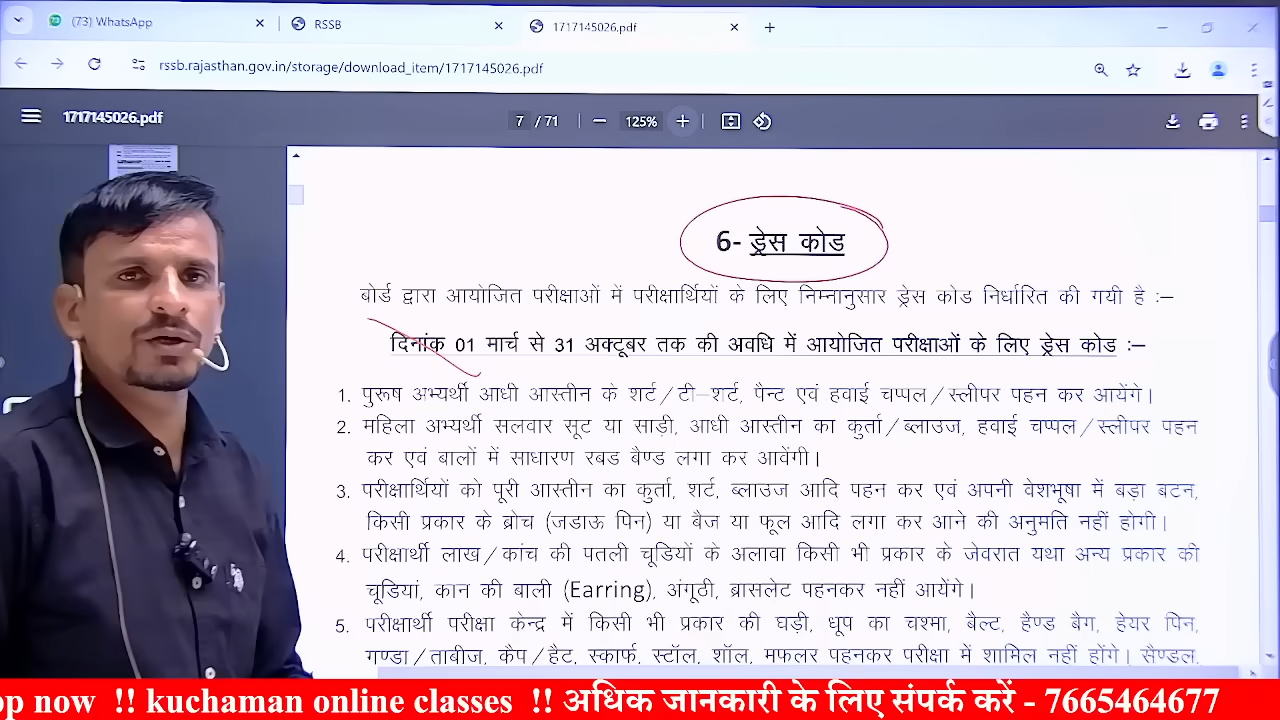 73
(73) WhatsApp
RSSB
1717145026.pdf
rssb.rajasthan.gov.in/storage/download_item/1717145026.pdf
1717145026.pdf
7 / 71
125%
6- ड्रेस कोड
बोर्ड द्वारा आयोजित परीक्षाओं में परीक्षार्थियों के लिए निम्नानुसार ड्रेस कोड निर्धारित की गयी है :–
दिनांक 01 मार्च से 31 अक्टूबर तक की अवधि में आयोजित परीक्षाओं के लिए ड्रेस कोड :–
1. पुरूष अभ्यर्थी आधी आस्तीन के शर्ट/टी–शर्ट, पैन्ट एवं हवाई चप्पल/स्लीपर पहन कर आयेंगे।
2. महिला अभ्यर्थी सलवार सूट या साड़ी, आधी आस्तीन का कुर्ता/ब्लाउज, हवाई चप्पल/स्लीपर पहन
कर एवं बालों में साधारण रबड बैण्ड लगा कर आवेंगी।
3. परीक्षार्थियों को पूरी आस्तीन का कुर्ता, शर्ट, ब्लाउज आदि पहन कर एवं अपनी वेशभूषा में बड़ा बटन,
किसी प्रकार के ब्रोच (जडाऊ पिन) या बैज या फूल आदि लगा कर आने की अनुमति नहीं होगी।
4. परीक्षार्थी लाख/कांच की पतली चूडियों के अलावा किसी भी प्रकार के जेवरात यथा अन्य प्रकार की
चूडियां, कान की बाली (Earring), अंगूठी, ब्रासलेट पहनकर नहीं आयेंगे।
5. परीक्षार्थी परीक्षा केन्द्र में किसी भी प्रकार की घड़ी, धूप का चश्मा, बैल्ट, हैण्ड बैग, हेयर पिन,
गण्डा/ताबीज, कैप/हैट, स्कार्फ, स्टॉल, शॉल, मफलर पहनकर परीक्षा में शामिल नहीं होंगे। सैण्डल,
pp now !! kuchaman online classes !! अधिक जानकारी के लिए संपर्क करें - 7665464677